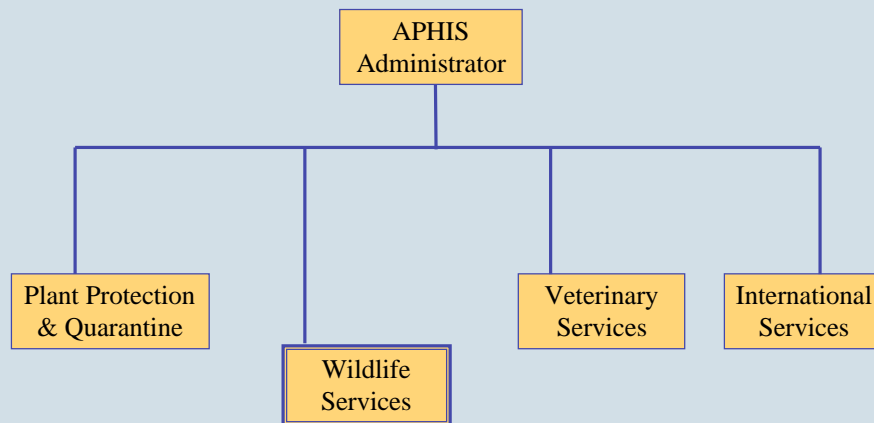 APHIS
Administrator
Plant Protection
& Quarantine
Wildlife
Services
Veterinary
Services
International
Services